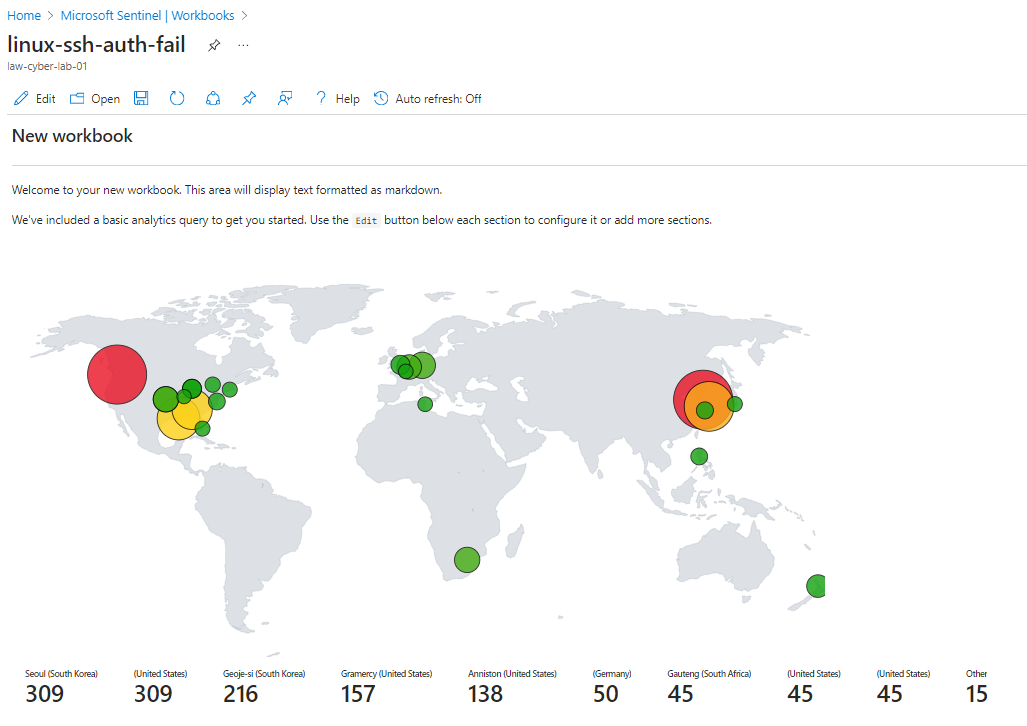 Home > Microsoft Sentinel | Workbooks >
linux-ssh-auth-fail ...
law-cyber-lab-01
Edit Open Help Auto refresh: Off
New workbook
Welcome to your new workbook. This area will display text formatted as markdown.
We've included a basic analytics query to get you started. Use the Edit button below each section to configure it or add more sections.
Seoul (South Korea) (United States) Geoje-si (South Korea) Gramercy (United States) Anniston (United States) (Germany) Gauteng (South Africa) (United States) (United States) Other
309 309 216 157 138 50 45 45 45 15